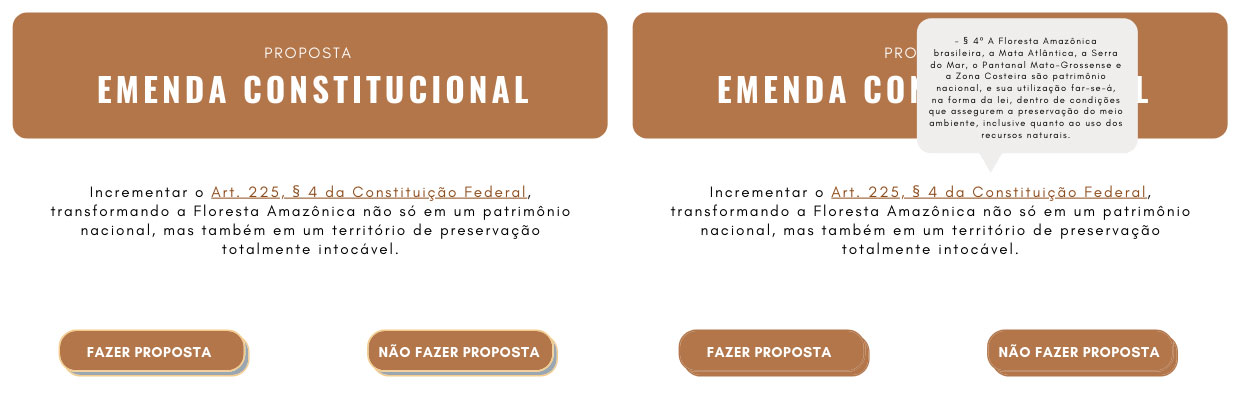 PROPOSTA
EMENDA CONSTITUCIONAL
Incrementar o Art. 225, § 4 da Constituição Federal,
transformando a Floresta Amazônica não só em um patrimônio
nacional, mas também em um território de preservação
totalmente intocável.
FAZER PROPOSTA
NÃO FAZER PROPOSTA
PRO
EMENDA CON
L
- § 4º A Floresta Amazônica
brasileira, a Mata Atlântica, a Serra
do Mar, o Pantanal Mato-Grossense e
a Zona Costeira são patrimônio
nacional, e sua utilização far-se-á,
na forma da lei, dentro de condições
que assegurem a preservação do meio
ambiente, inclusive quanto ao uso dos
recursos naturais.
Incrementar o Art. 225, § 4 da Constituição Federal,
transformando a Floresta Amazônica não só em um patrimônio
nacional, mas também em um território de preservação
totalmente intocável.
FAZER PROPOSTA
NÃO FAZER PROPOSTA